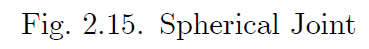 Fig. 2.15. Spherical Joint